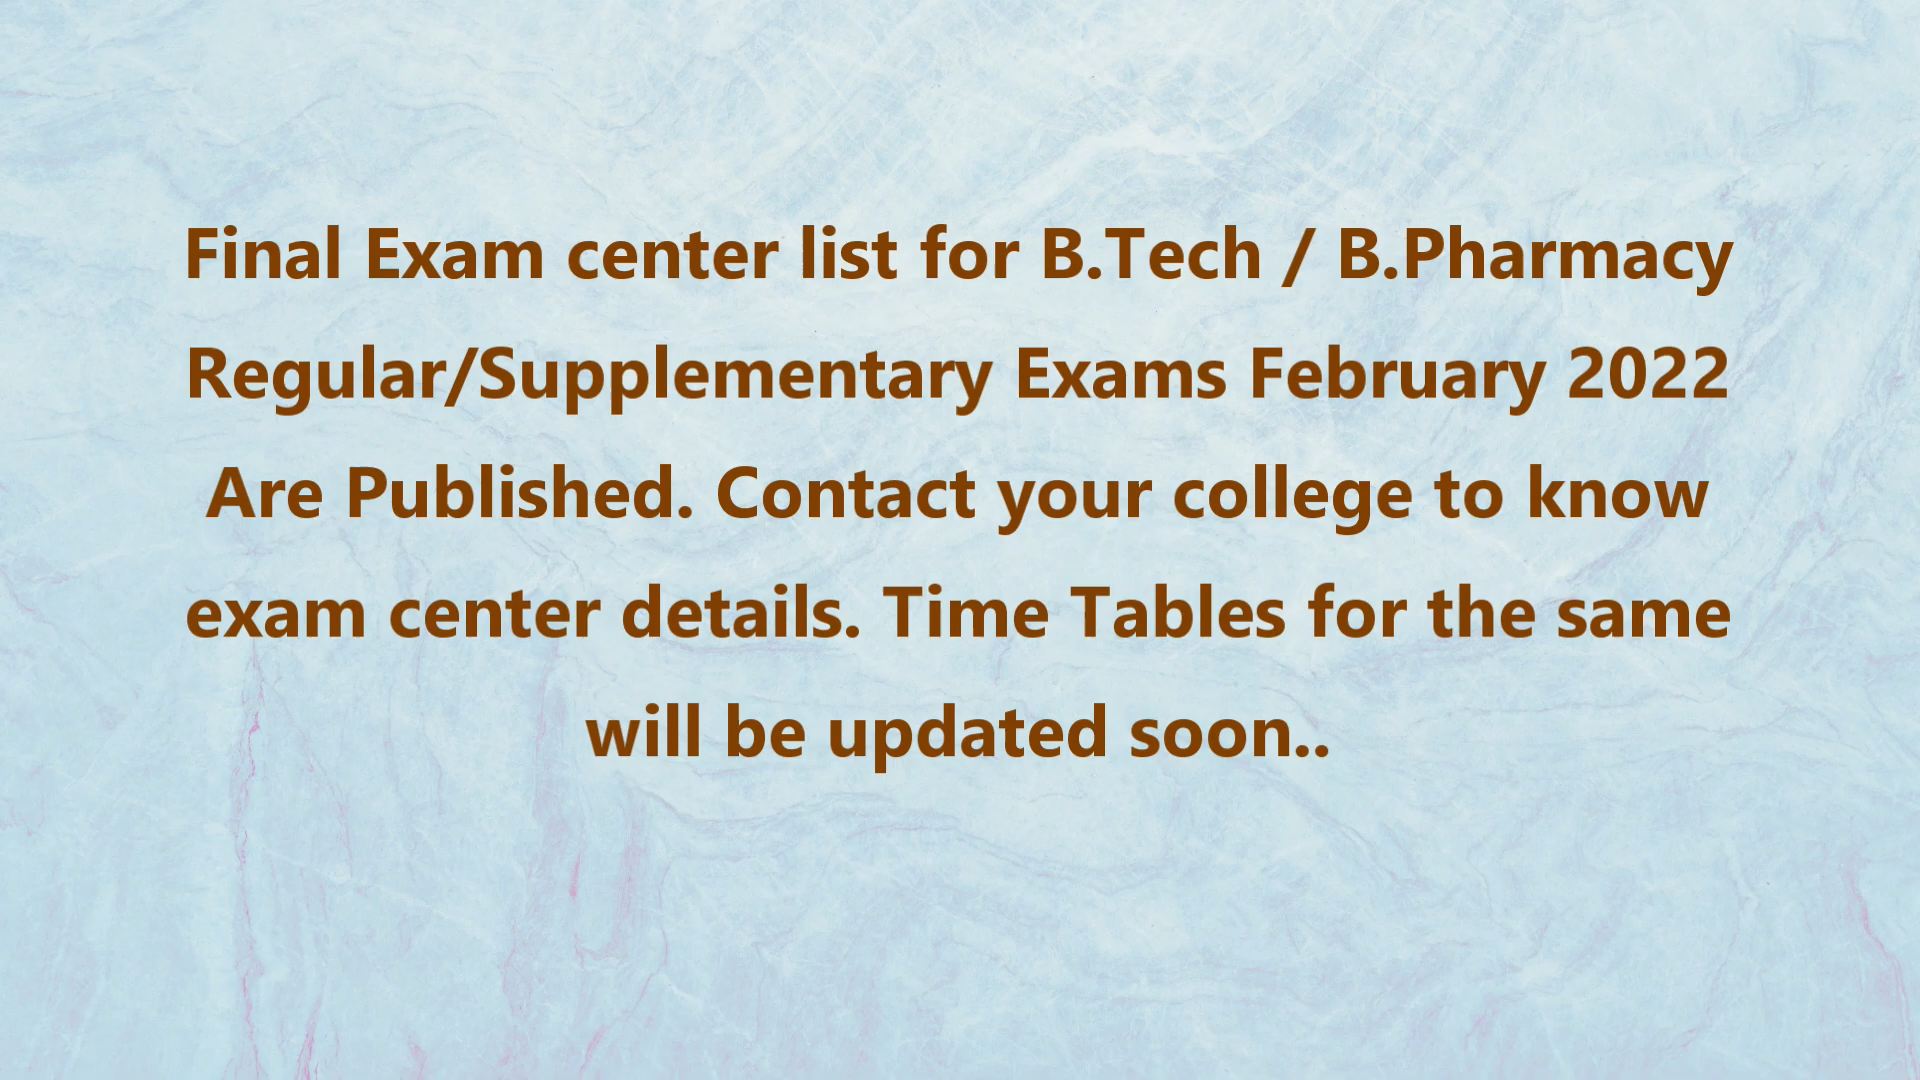 Final Exam center list for B.Tech / B.Pharmacy
Regular/Supplementary Exams February 2022
Are Published. Contact your college to know
exam center details. Time Tables for the same
will be updated soon..